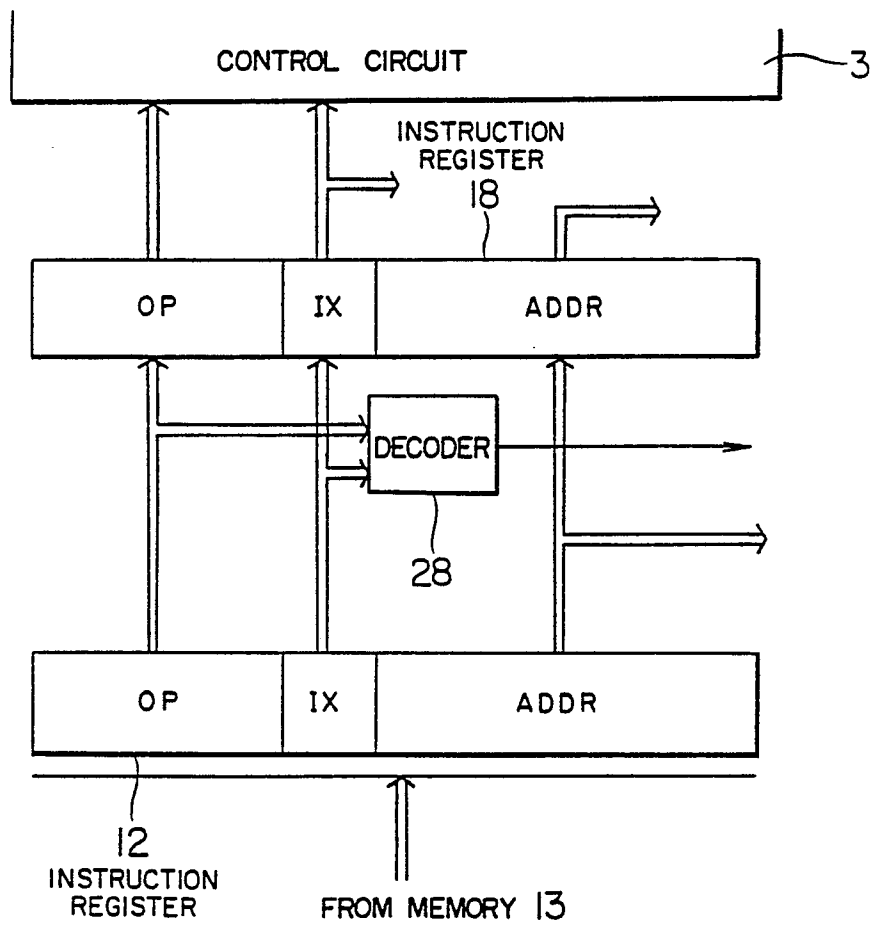 CONTROL CIRCUIT
3
INSTRUCTION
REGISTER
18
OP IX ADDR
DECODER
28
OP IX ADDR
12
INSTRUCTION
REGISTER
FROM MEMORY 13